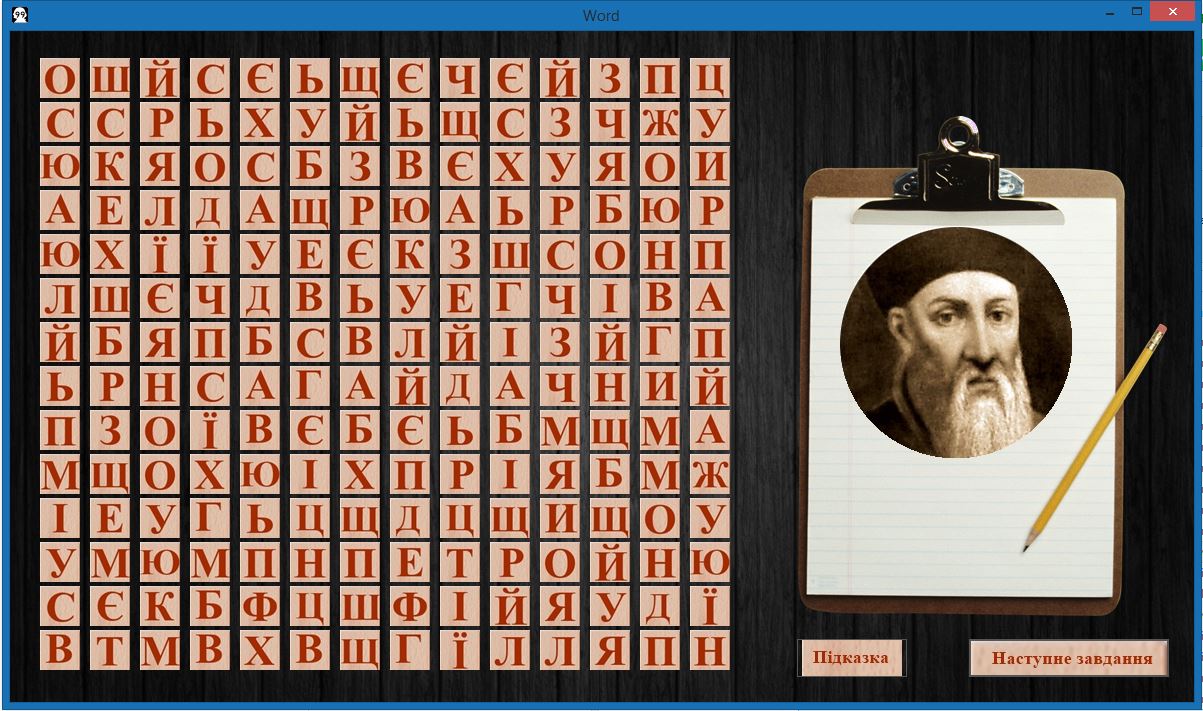 Word
О Ш Й С Є Ь Щ Є Ч Є Й З П Ц
С С Р Ь Х У Й Ь Щ С З Ч Ж У
Ю К Я О С Б З В Є Х У Я О И
А Е Л Д А Щ Р Ю А Ь Р Б Ю Р
Ю Х Ї Ї У Е Є К З Ш С О Н П
Л Ш Є Ч Д В Ь У Е Г Ч І В А
Й Б Я П Б С В Л Й І З Й Г П
Ь Р Н С А Г А Й Д А Ч Н И Й
П З О Ї В Є Б Є Ь Б М Щ М А
М Щ О Х Ю І Х П Р І Я Б М Ж
І Е У Г Ь Ц Щ Д Ц Щ И Щ О У
У М Ю М П Н П Е Т Р О Й Н Ю
С Є К Б Ф Ц Ш Ф І Й Я У Д Ї
В Т М В Х В Щ Г Ї Л Л Я П Н
Підказка
Наступне завдання